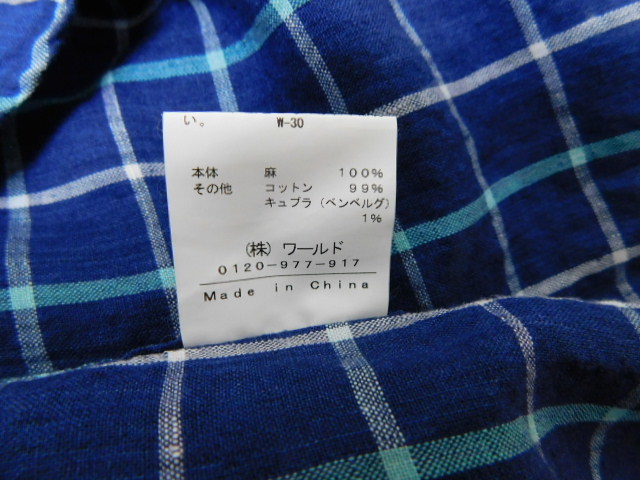 い。 W-30
本体 麻 100%
その他 コットン 99%
キュプラ (ベンベルグ)
1%
(株) ワールド
0120-977-917
Made in China